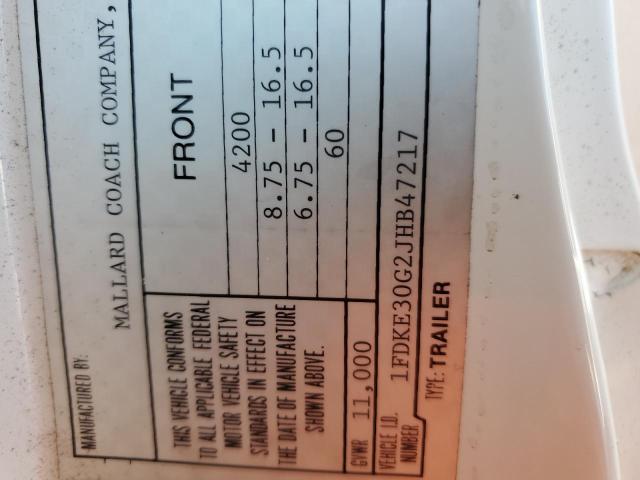 MANUFACTURED BY:
MALLARD COACH COMPANY,
THIS VEHICLE CONFORMS
TO ALL APPLICABLE FEDERAL
MOTOR VEHICLE SAFETY
STANDARDS IN EFFECT ON
THE DATE OF MANUFACTURE
SHOWN ABOVE.
FRONT
4200
8.75 - 16.5
6.75 - 16.5
60
GVWR 11,000
VEHICLE I.D.
NUMBER 1FDKE30G2JHB47217
TYPE: TRAILER